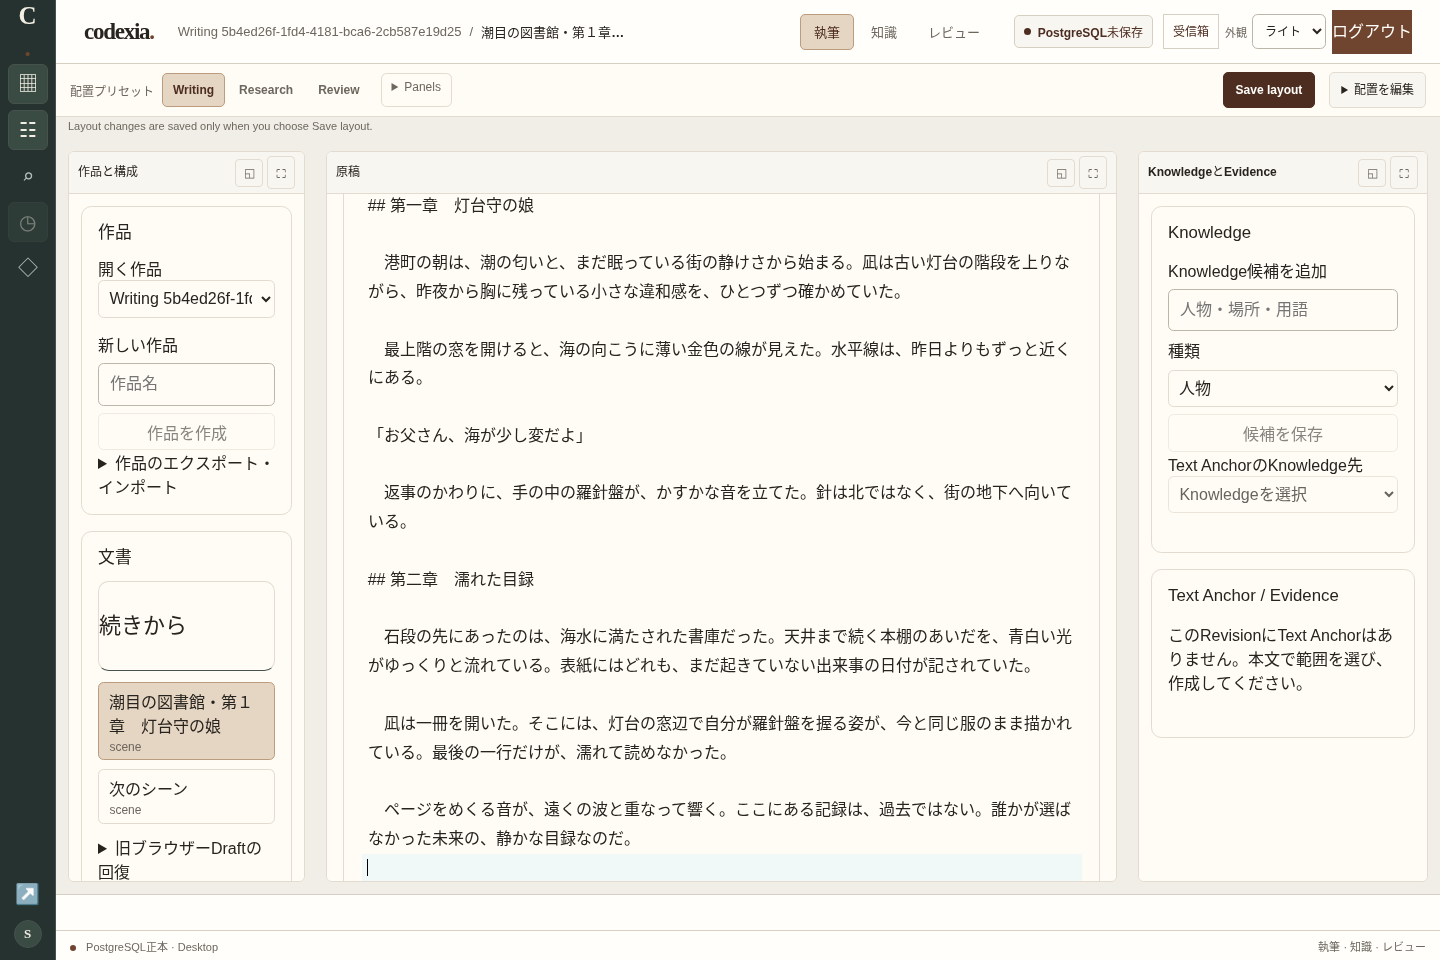 C
codexia.
Writing 5b4ed26f-1fd4-4181-bca6-2cb587e19d25 / 潮目の図書館・第１章...
執筆
知識
レビュー
PostgreSQL未保存
受信箱
外観
ライト
ログアウト
配置プリセット
Writing
Research
Review
Panels
Save layout
配置を編集
Layout changes are saved only when you choose Save layout.
作品と構成
作品
開く作品
Writing 5b4ed26f-1fd
新しい作品
作品名
作品を作成
作品のエクスポート・
インポート
文書
続きから
潮目の図書館・第１
章　灯台守の娘
scene
次のシーン
scene
旧ブラウザーDraftの
回復
原稿
## 第一章　灯台守の娘
　港町の朝は、潮の匂いと、まだ眠っている街の静けさから始まる。凪は古い灯台の階段を上りな
がら、昨夜から胸に残っている小さな違和感を、ひとつずつ確かめていた。
　最上階の窓を開けると、海の向こうに薄い金色の線が見えた。水平線は、昨日よりもずっと近く
にある。
「お父さん、海が少し変だよ」
　返事のかわりに、手の中の羅針盤が、かすかな音を立てた。針は北ではなく、街の地下へ向いて
いる。
## 第二章　濡れた目録
　石段の先にあったのは、海水に満たされた書庫だった。天井まで続く本棚のあいだを、青白い光
がゆっくりと流れている。表紙にはどれも、まだ起きていない出来事の日付が記されていた。
　凪は一冊を開いた。そこには、灯台の窓辺で自分が羅針盤を握る姿が、今と同じ服のまま描かれ
ている。最後の一行だけが、濡れて読めなかった。
　ページをめくる音が、遠くの波と重なって響く。ここにある記録は、過去ではない。誰かが選ば
なかった未来の、静かな目録なのだ。
KnowledgeとEvidence
Knowledge
Knowledge候補を追加
人物・場所・用語
種類
人物
候補を保存
Text AnchorのKnowledge先
Knowledgeを選択
Text Anchor / Evidence
このRevisionにText Anchorはあ
りません。本文で範囲を選び、
作成してください。
S
PostgreSQL正本 · Desktop
執筆 · 知識 · レビュー